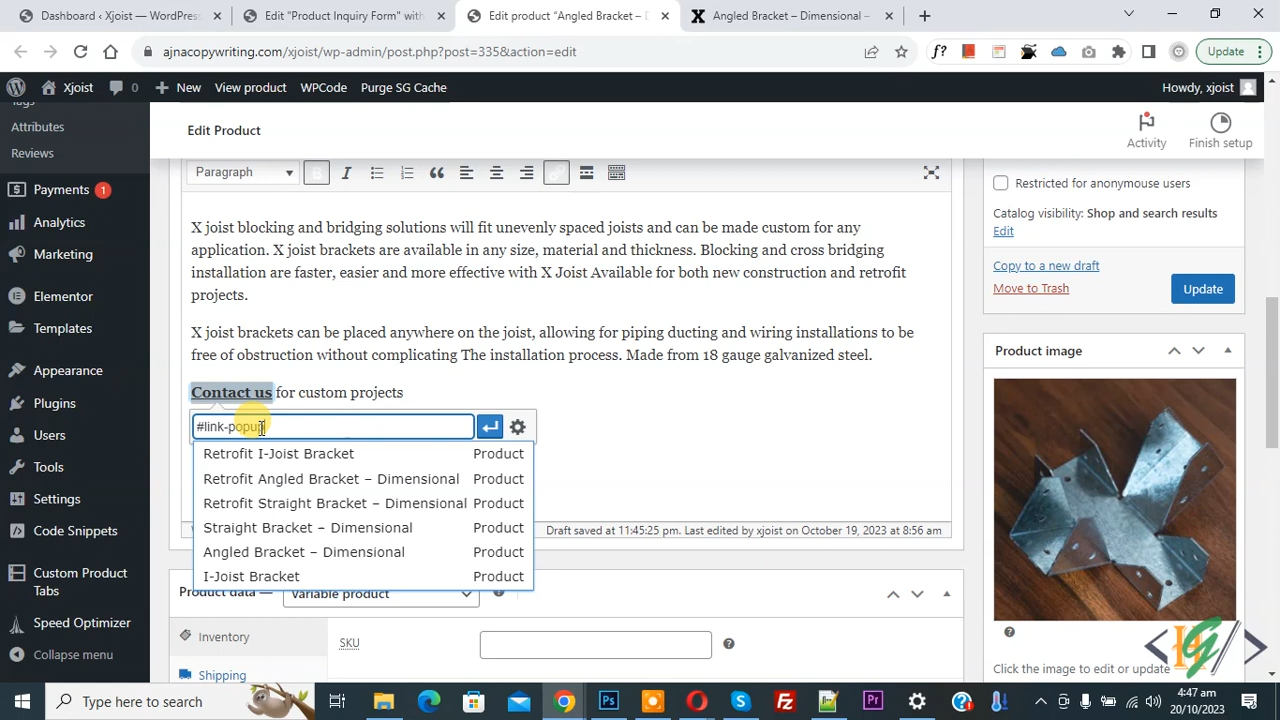 Dashboard ‹ Xjoist — WordPress
Edit "Product Inquiry Form" with
Edit product "Angled Bracket – D
Angled Bracket – Dimensional –
ajnacopywriting.com/xjoist/wp-admin/post.php?post=335&action=edit
f?
Update
Xjoist
0
New
View product
WPCode
Purge SG Cache
Howdy, xjoist
Tags
Attributes
Reviews
Payments 1
Analytics
Marketing
Elementor
Templates
Appearance
Plugins
Users
Tools
Settings
Code Snippets
Custom Product
Tabs
Speed Optimizer
Collapse menu
Edit Product
Activity
Finish setup
Paragraph
B I
X joist blocking and bridging solutions will fit unevenly spaced joists and can be made custom for any
application. X joist brackets are available in any size, material and thickness. Blocking and cross bridging
installation are faster, easier and more effective with X Joist Available for both new construction and retrofit
projects.
X joist brackets can be placed anywhere on the joist, allowing for piping ducting and wiring installations to be
free of obstruction without complicating The installation process. Made from 18 gauge galvanized steel.
Contact us for custom projects
#link-popup
Retrofit I-Joist Bracket Product
Retrofit Angled Bracket – Dimensional Product
Retrofit Straight Bracket – Dimensional Product
Straight Bracket – Dimensional Product
Angled Bracket – Dimensional Product
I-Joist Bracket Product
Draft saved at 11:45:25 pm. Last edited by xjoist on October 19, 2023 at 8:56 am
Product data — Variable product
Inventory
Shipping
SKU
Restricted for anonymouse users
Catalog visibility: Shop and search results
Edit
Copy to a new draft
Move to Trash
Update
Product image
Click the image to edit or update
Type here to search
4:47 am
20/10/2023